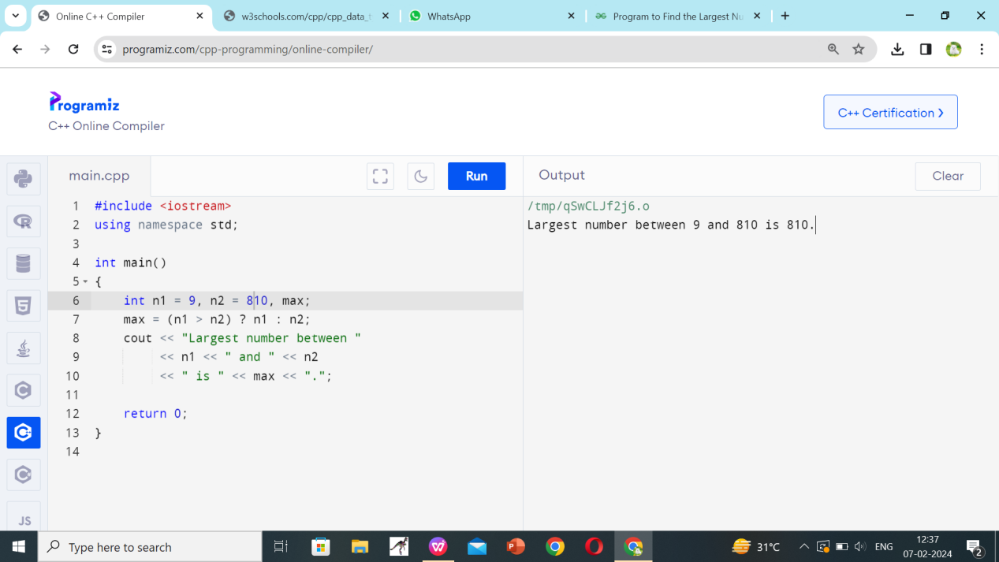 Online C++ Compiler
w3schools.com/cpp/cpp_data_t
WhatsApp
Program to Find the Largest Nu
programiz.com/cpp-programming/online-compiler/
Programiz
C++ Online Compiler
C++ Certification ❯
main.cpp
Run
Output
Clear
1 #include <iostream>
2 using namespace std;
3
4 int main()
5 {
6 int n1 = 9, n2 = 810, max;
7 max = (n1 > n2) ? n1 : n2;
8 cout << "Largest number between "
9 << n1 << " and " << n2
10 << " is " << max << ".";
11
12 return 0;
13 }
14
/tmp/qSwCLJf2j6.o
Largest number between 9 and 810 is 810.
JS
Type here to search
31°C
ENG
12:37
07-02-2024
2